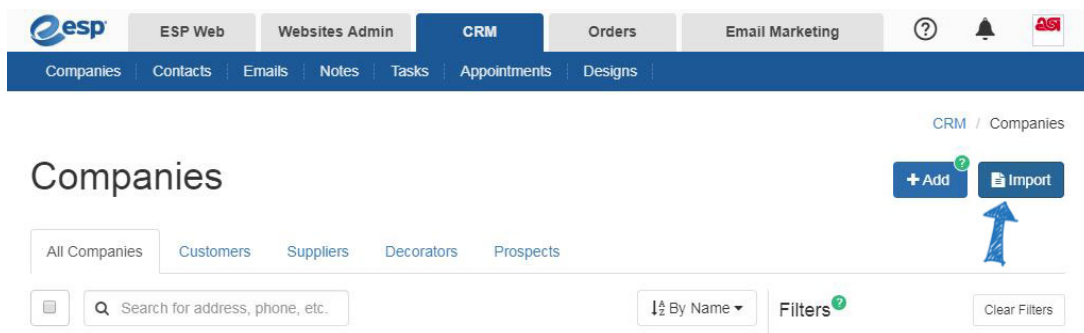 esp ESP Web Websites Admin CRM Orders Email Marketing ? ASI
Companies Contacts Emails Notes Tasks Appointments Designs
CRM / Companies
Companies
+ Add ? Import
All Companies Customers Suppliers Decorators Prospects
Search for address, phone, etc. By Name Filters ? Clear Filters